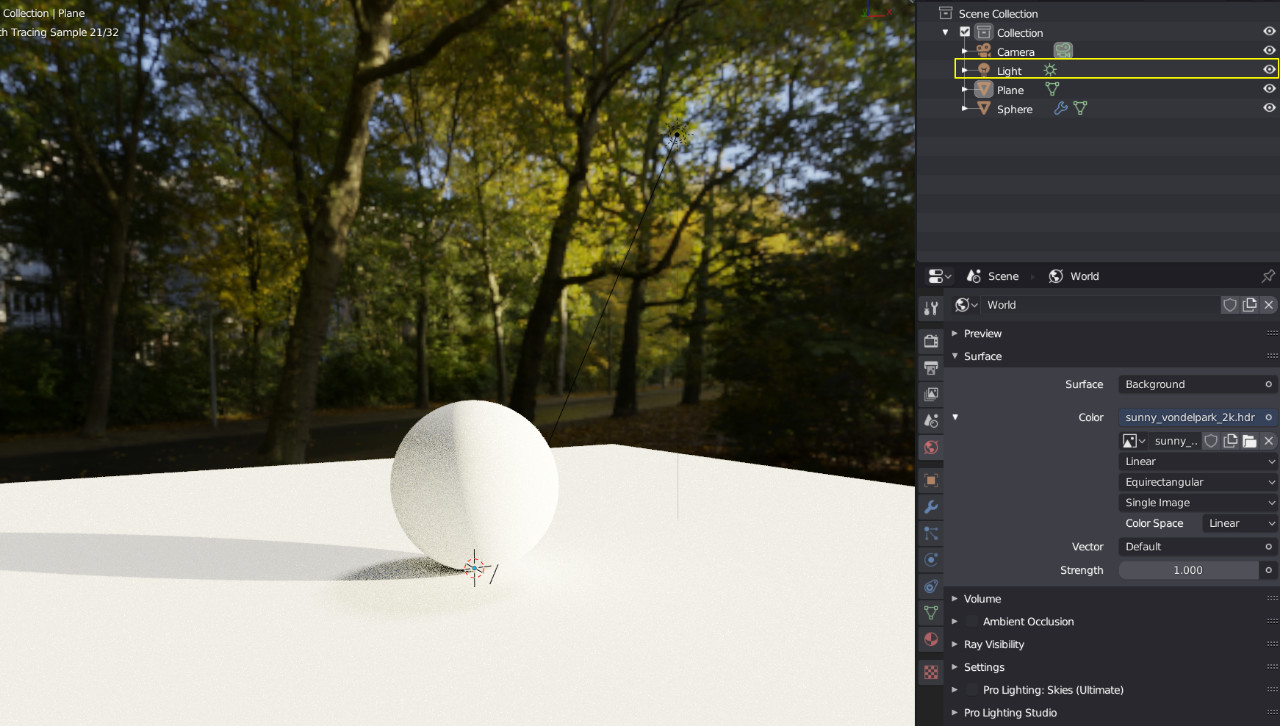 Collection | Plane
th Tracing Sample 21/32
Scene Collection
Collection
Camera
Light
Plane
Sphere
Scene World
World
Preview
Surface
Surface Background
Color sunny_vondelpark_2k.hdr
sunny_..
Linear
Equirectangular
Single Image
Color Space Linear
Vector Default
Strength 1.000
Volume
Ambient Occlusion
Ray Visibility
Settings
Pro Lighting: Skies (Ultimate)
Pro Lighting Studio